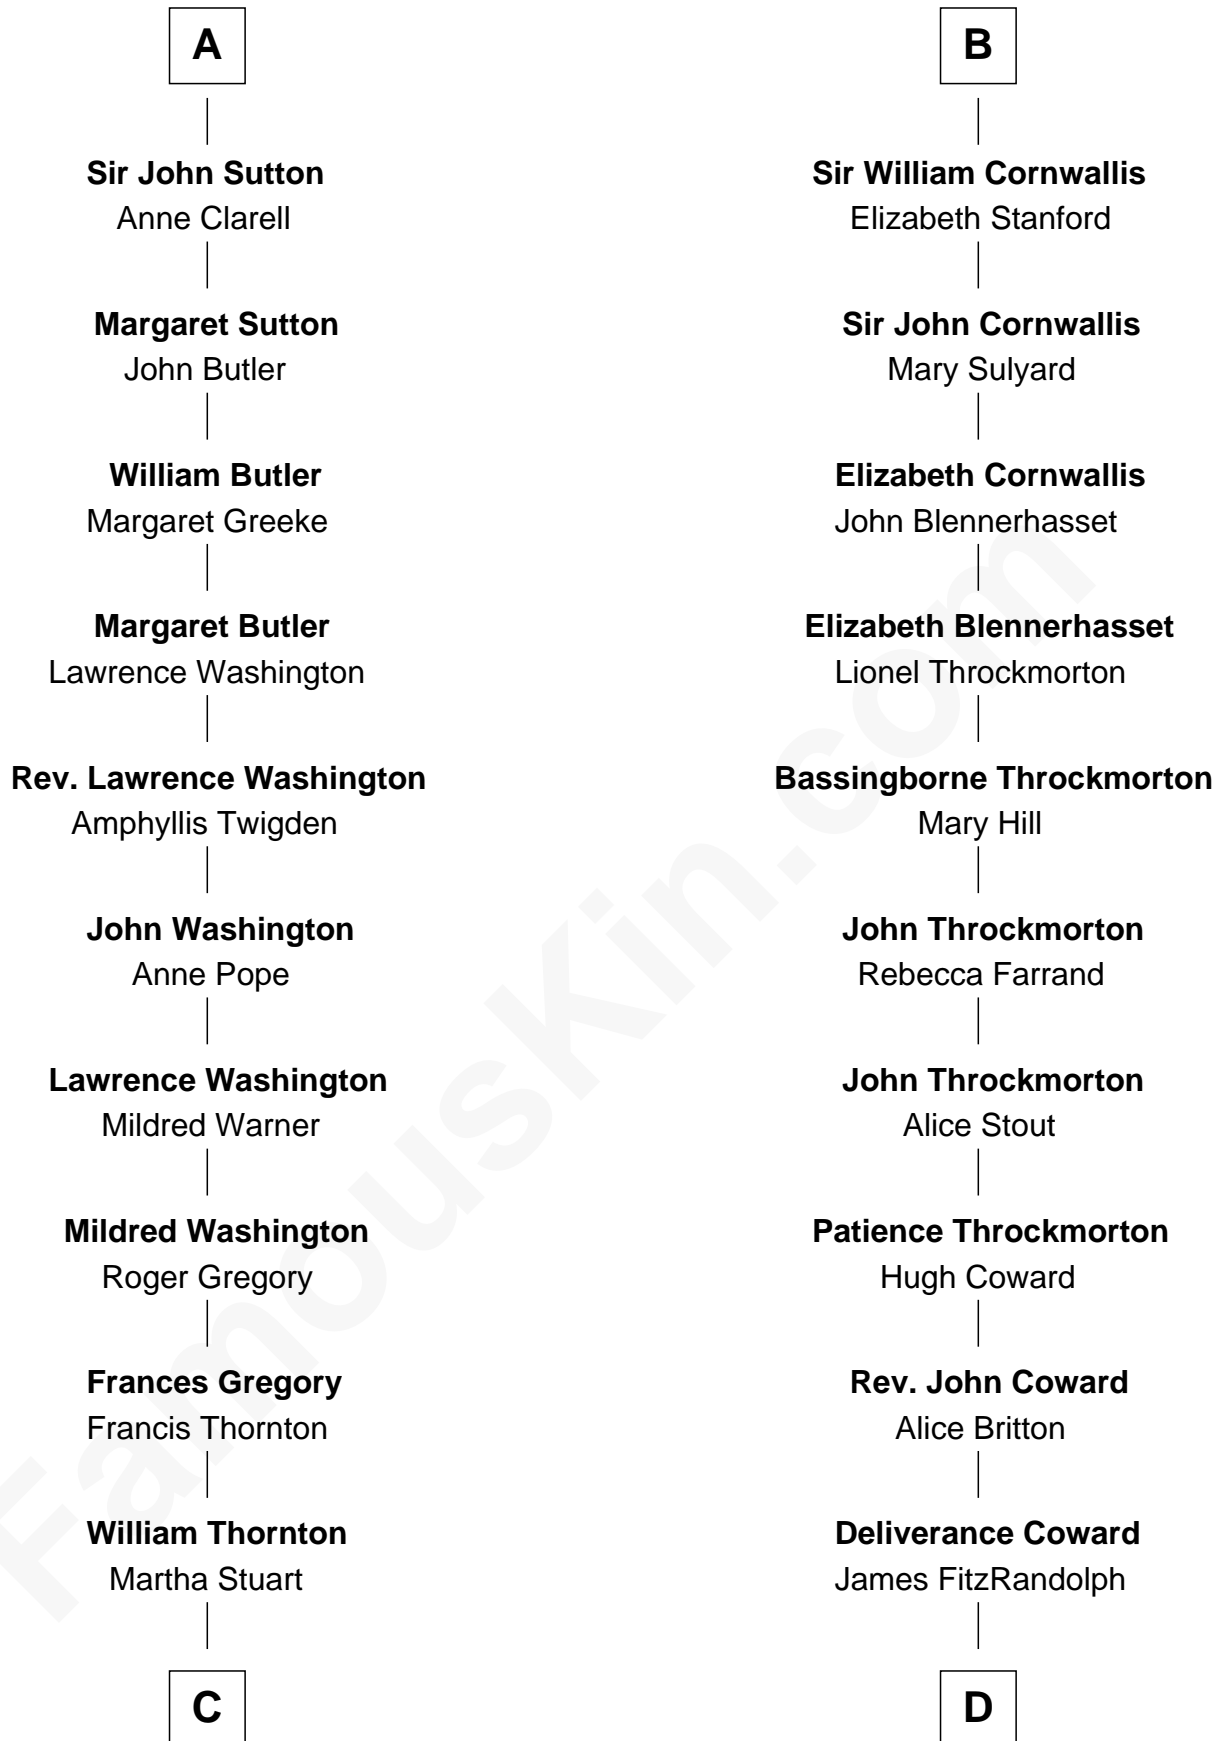 A
Sir John Sutton
Anne Clarell
Margaret Sutton
John Butler
William Butler
Margaret Greeke
Margaret Butler
Lawrence Washington
Rev. Lawrence Washington
Amphyllis Twigden
John Washington
Anne Pope
Lawrence Washington
Mildred Warner
Mildred Washington
Roger Gregory
Frances Gregory
Francis Thornton
William Thornton
Martha Stuart
C
B
Sir William Cornwallis
Elizabeth Stanford
Sir John Cornwallis
Mary Sulyard
Elizabeth Cornwallis
John Blennerhasset
Elizabeth Blennerhasset
Lionel Throckmorton
Bassingborne Throckmorton
Mary Hill
John Throckmorton
Rebecca Farrand
John Throckmorton
Alice Stout
Patience Throckmorton
Hugh Coward
Rev. John Coward
Alice Britton
Deliverance Coward
James FitzRandolph
D
FamousKin.com